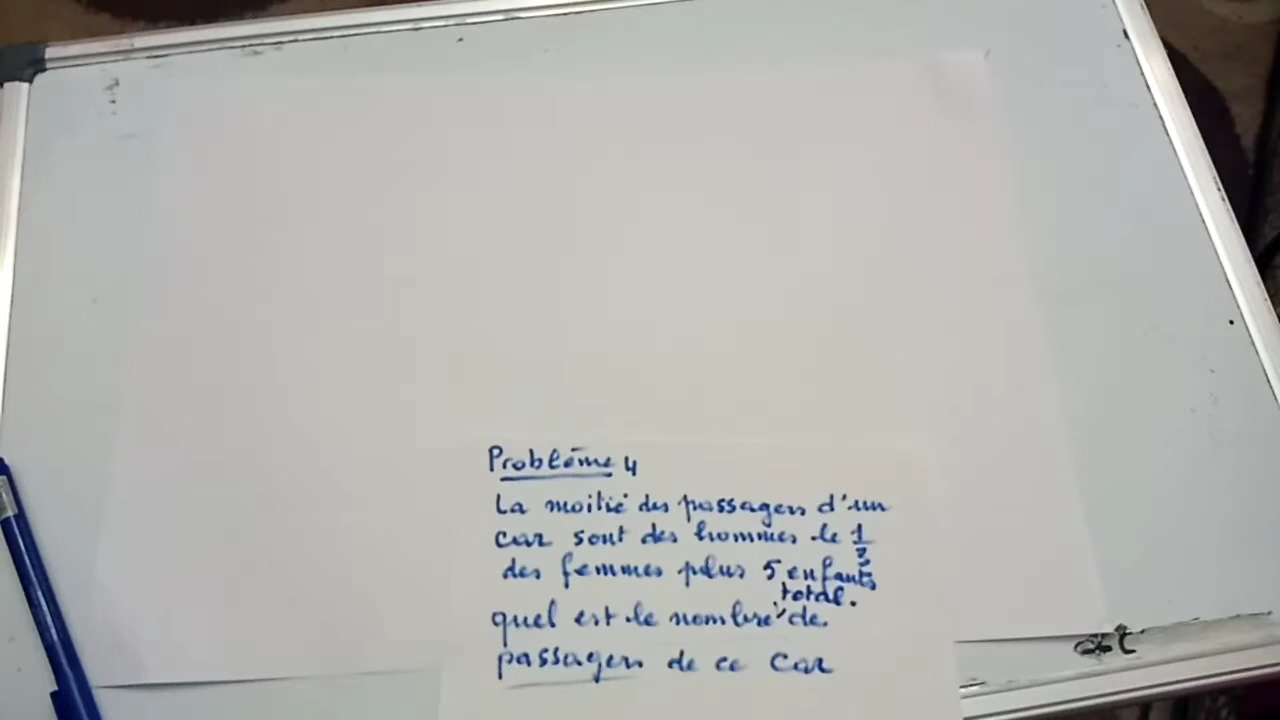 Problème 4
La moitié des passagers d'un
car sont des hommes le 1/3
des femmes plus 5 enfants
total.
quel est le nombre de
passagers de ce car